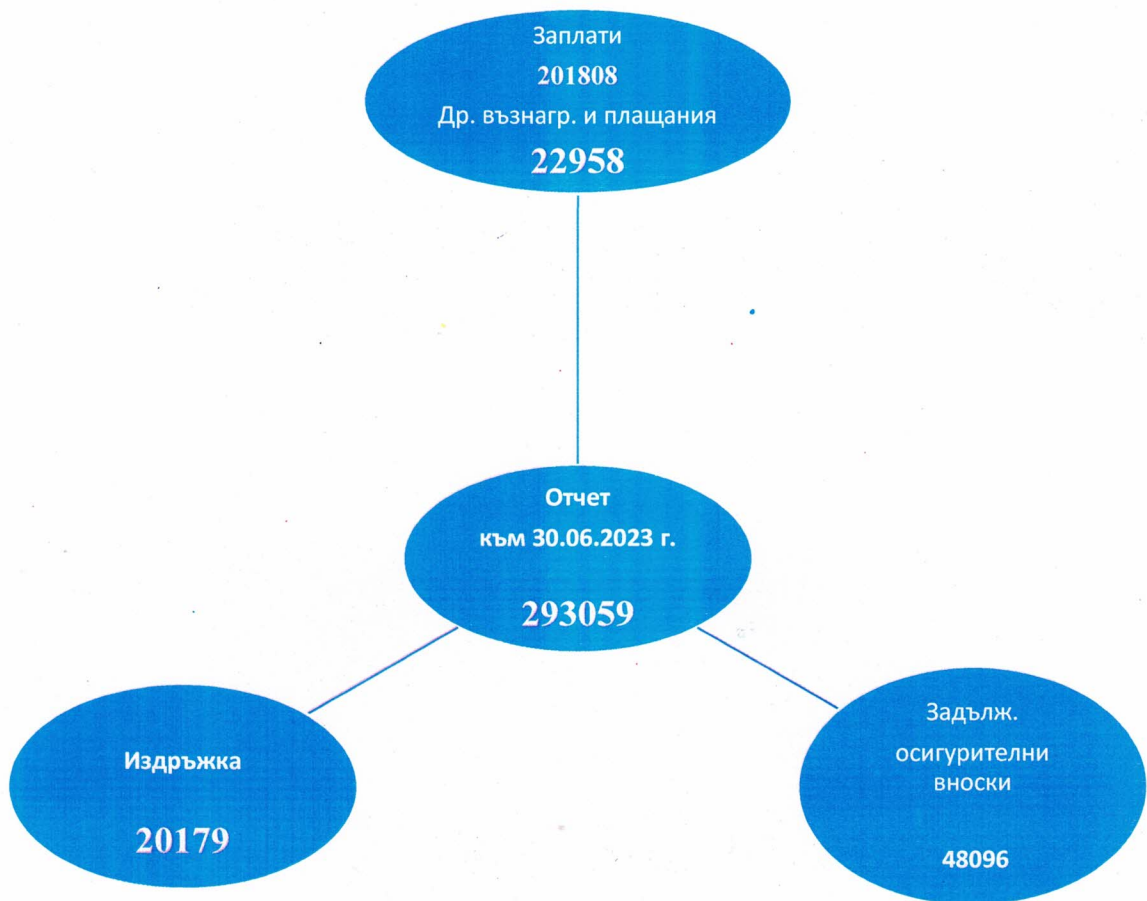 Заплати
201808
Др. възнагр. и плащания
22958
Отчет
към 30.06.2023 г.
293059
Издръжка
20179
Задълж.
осигурителни
вноски
48096